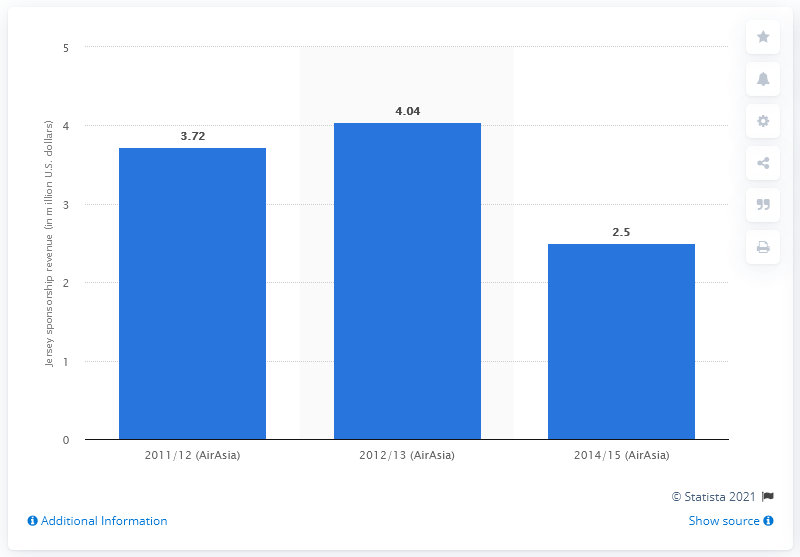 5
4
3
2
1
0
Jersey sponsorship revenue (in million U.S. dollars)
3.72
4.04
2.5
2011/12 (AirAsia)
2012/13 (AirAsia)
2014/15 (AirAsia)
© Statista 2021
Additional Information
Show source